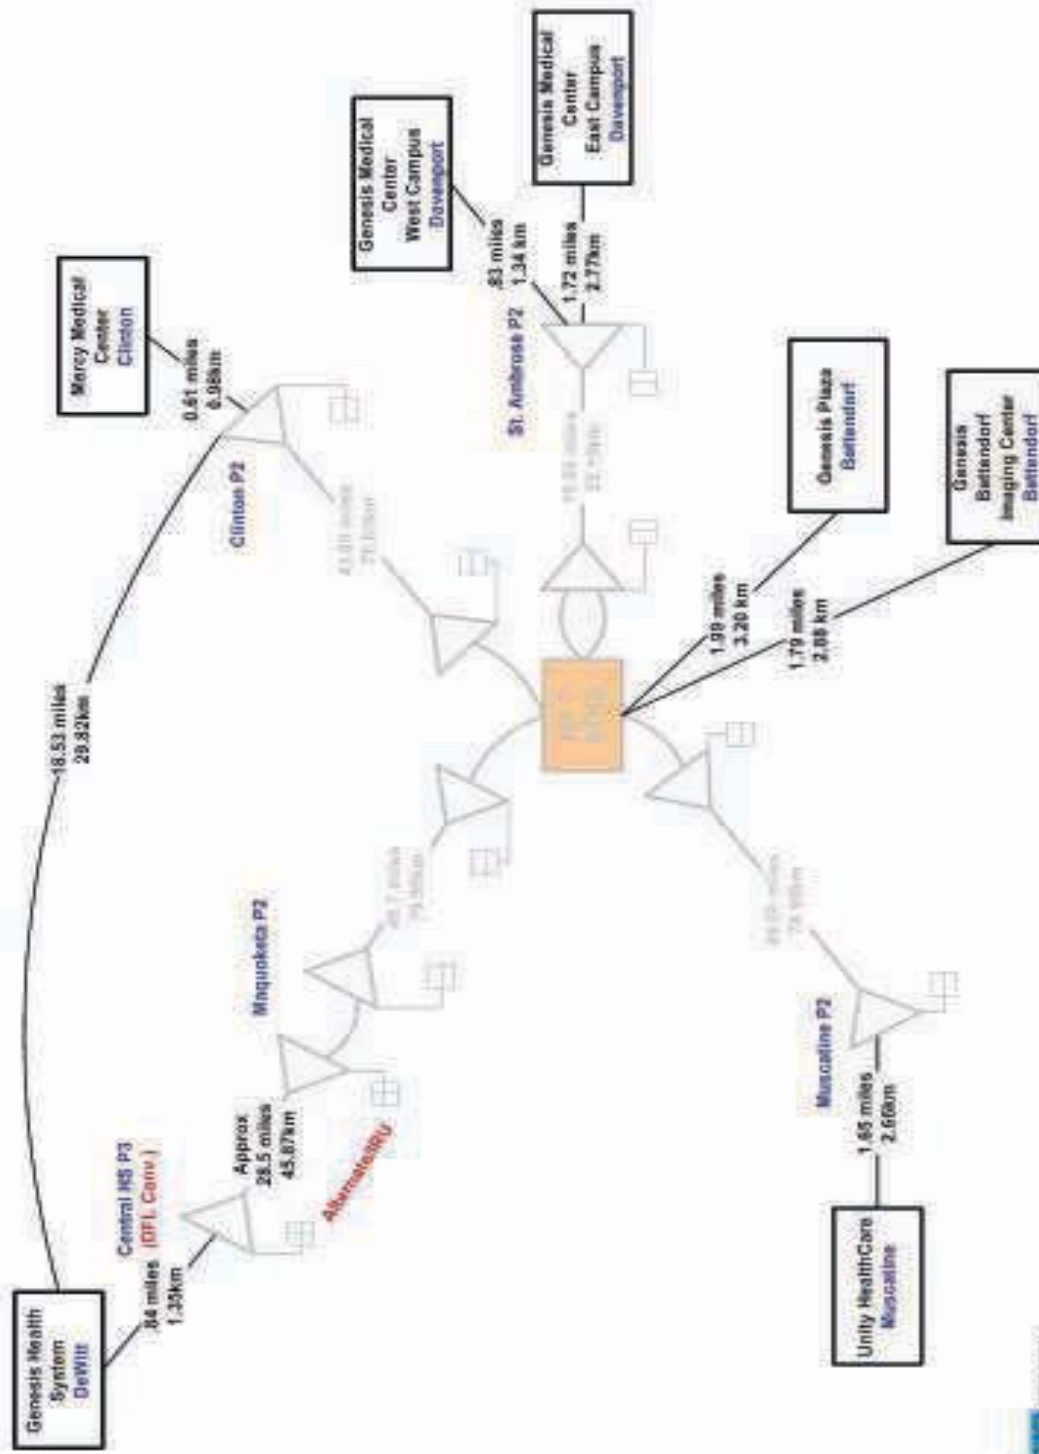 Genesis Health
System
DeWitt
.84 miles
1.35km
Central HS P3
(DFI. Conv.)
Approx
28.5 miles
45.87km
Alternate/IRU
Maquoketa P2
18.53 miles
29.82km
Mercy Medical
Center
Clinton
0.61 miles
0.98km
Clinton P2
Genesis Medical
Center
West Campus
Davenport
.83 miles
1.34 km
Genesis Medical
Center
East Campus
Davenport
1.72 miles
2.77km
St. Ambrose P2
Genesis Plaza
Bettendorf
1.99 miles
3.20 km
Genesis
Bettendorf
Imaging Center
Bettendorf
1.79 miles
2.88 km
Muscatine P2
1.65 miles
2.66km
Unity HealthCare
Muscatine